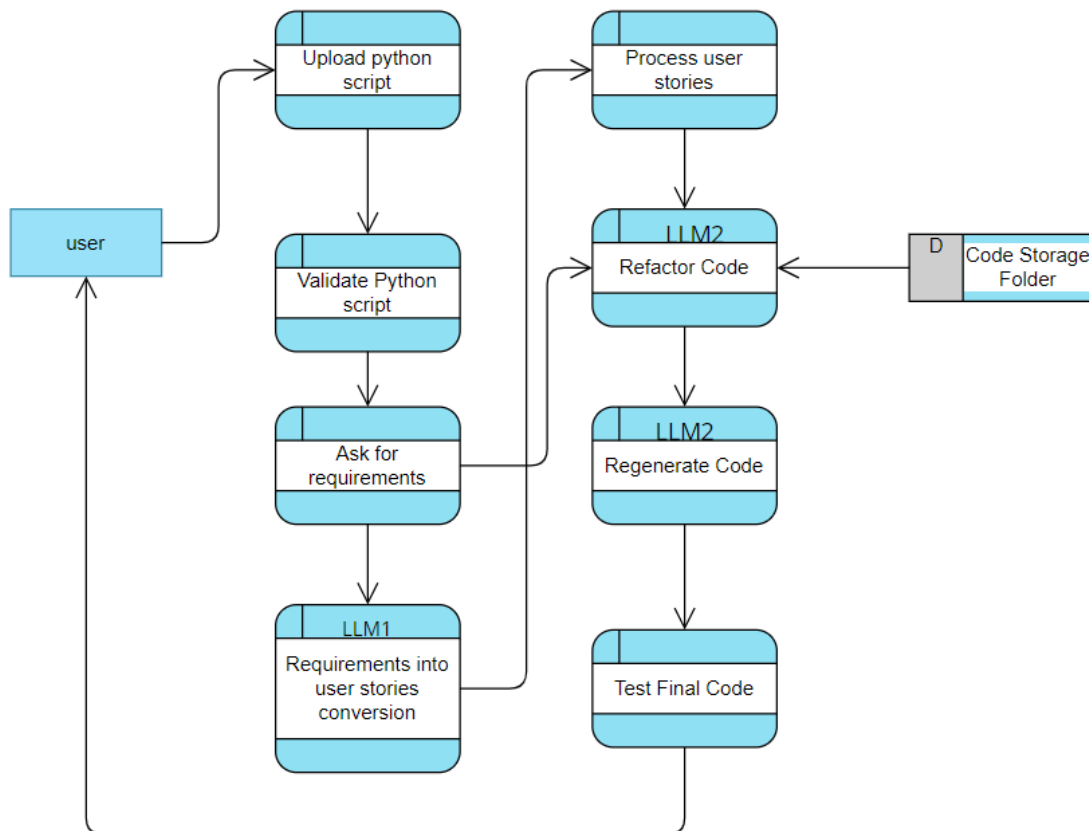 Upload python
script
Process user
stories
user
LLM2
Refactor Code
D
Code Storage
Folder
Validate Python
script
Ask for
requirements
LLM2
Regenerate Code
LLM1
Requirements into
user stories
conversion
Test Final Code